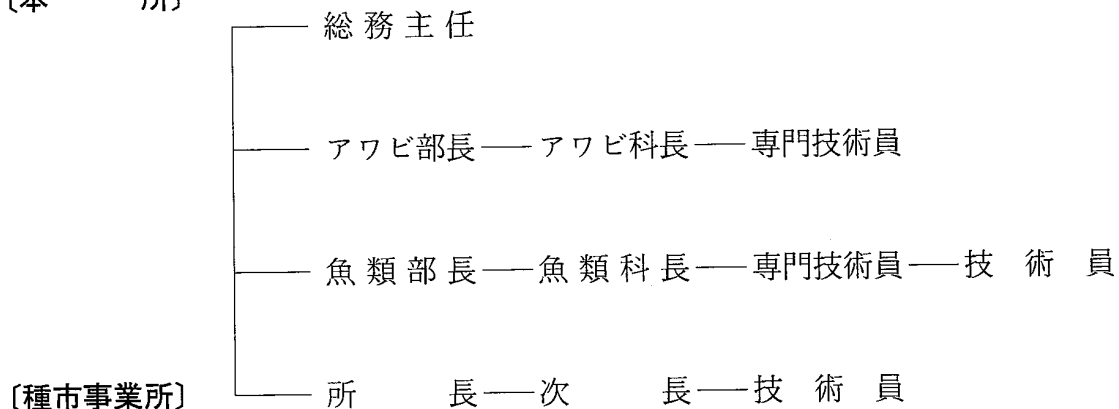 〔本　　　所〕
総務主任
アワビ部長 アワビ科長 専門技術員
魚類部長 魚類科長 専門技術員 技術員
〔種市事業所〕 所長 次長 技術員